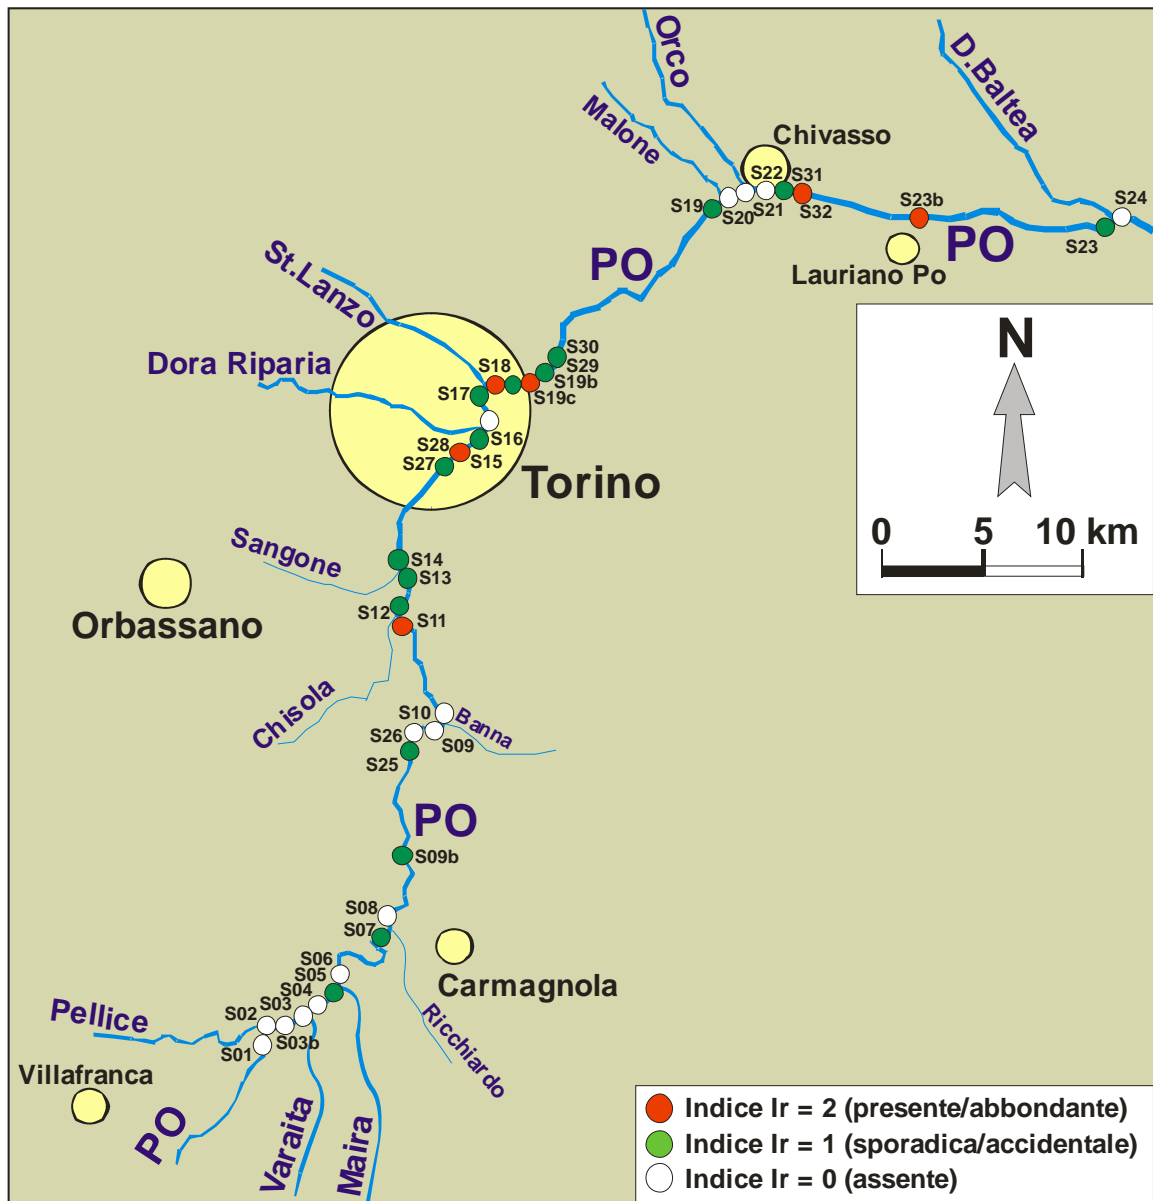 Orco
D.Baltea
Malone
Chivasso
S22
S31
S24
S19
S20
S21
S32
S23b
S23
PO
PO
Lauriano Po
St.Lanzo
N
Dora Riparia
S30
S29
S18
S19b
S17
S19c
S16
S28
S15
S27
Torino
0 5 10 km
Sangone
S14
S13
S12
S11
Orbassano
Chisola
S10
Banna
S26
S09
S25
PO
S09b
S08
S07
Carmagnola
S06
S05
S04
S03
S02
S03b
S01
Pellice
Ricchiardo
Villafranca
PO
Varaita
Maira
Indice Ir = 2 (presente/abbondante)
Indice Ir = 1 (sporadica/accidentale)
Indice Ir = 0 (assente)